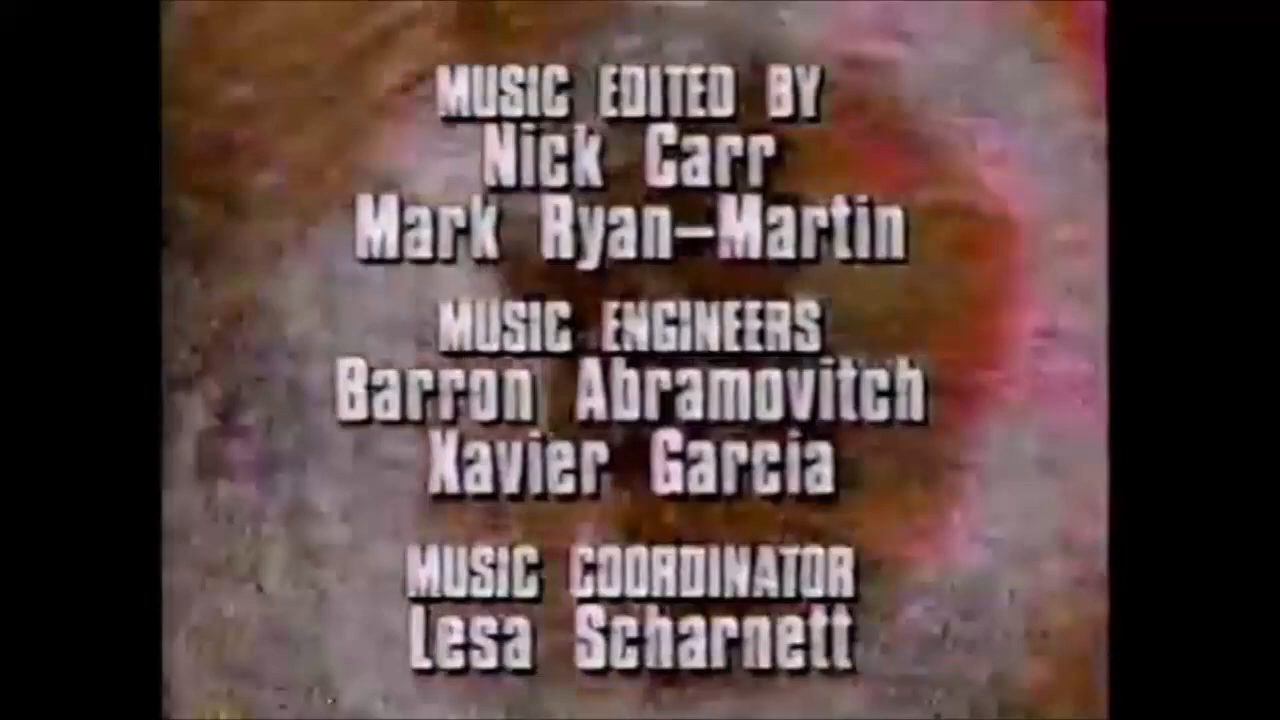 MUSIC EDITED BY
Nick Carr
Mark Ryan-Martin
MUSIC ENGINEERS
Barron Abramovitch
Xavier Garcia
MUSIC COORDINATOR
Lesa Scharnett